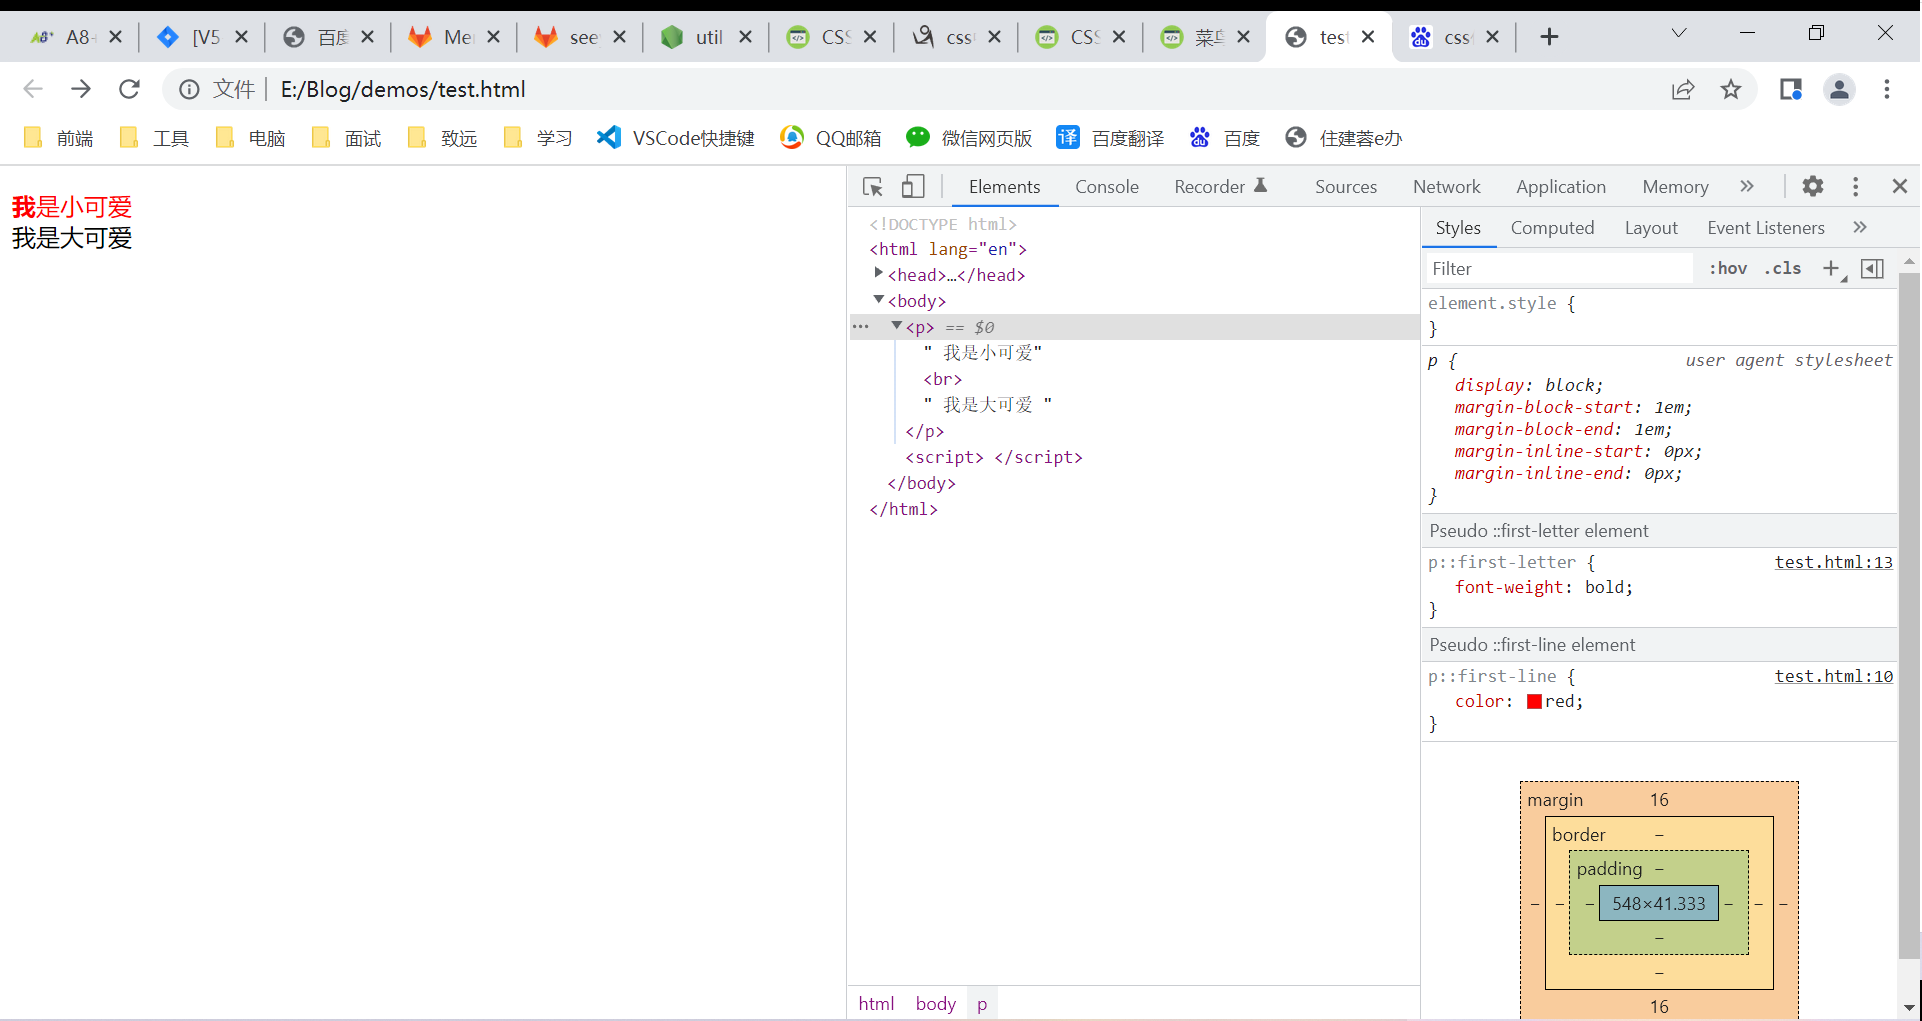 A8- [V5 百度 Me see util CSS css CSS 菜鸟 test css
文件 E:/Blog/demos/test.html
前端 工具 电脑 面试 致远 学习 VSCode快捷键 QQ邮箱 微信网页版 译 百度翻译 百度 住建蓉e办
我是小可爱
我是大可爱
Elements Console Recorder Sources Network Application Memory »
<!DOCTYPE html>
<html lang="en">
<head>…</head>
<body>
<p> == $0
" 我是小可爱"
<br>
" 我是大可爱 "
</p>
<script> </script>
</body>
</html>
html body p
Styles Computed Layout Event Listeners »
Filter :hov .cls +
element.style {
}
p { user agent stylesheet
display: block;
margin-block-start: 1em;
margin-block-end: 1em;
margin-inline-start: 0px;
margin-inline-end: 0px;
}
Pseudo ::first-letter element
p::first-letter { test.html:13
font-weight: bold;
}
Pseudo ::first-line element
p::first-line { test.html:10
color: red;
}
margin 16
border –
padding –
– – – 548×41.333 – – –
–
–
16